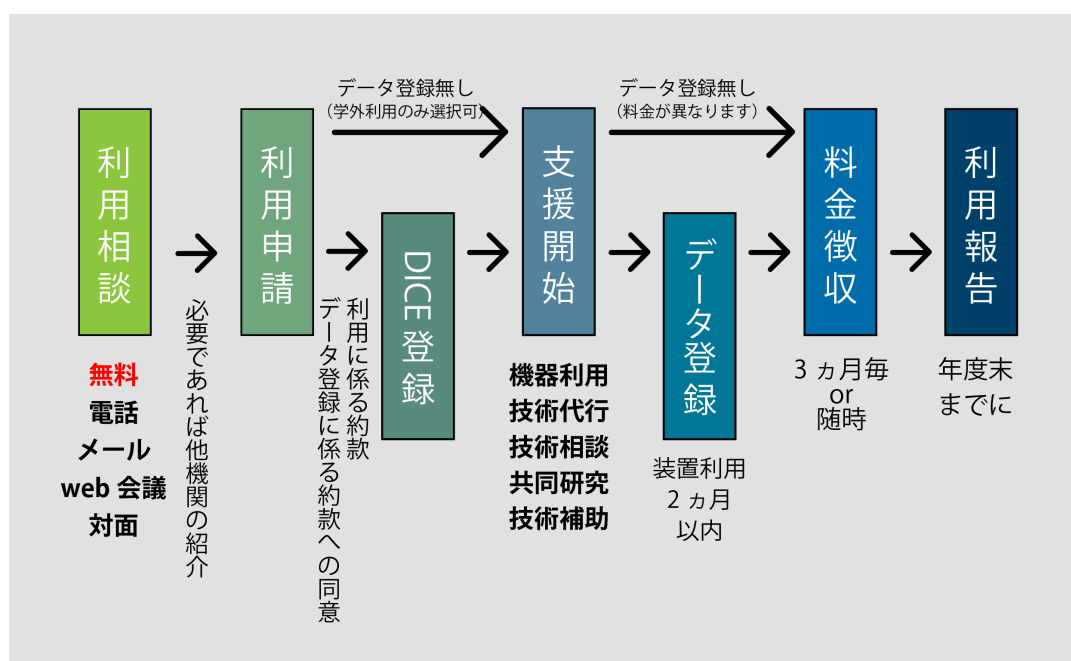 データ登録無し
（学外利用のみ選択可）
データ登録無し
（料金が異なります）
利用相談
無料
電話
メール
web 会議
対面
必要であれば他機関の紹介
利用申請
利用に係る約款
データ登録に係る約款への同意
DICE登録
支援開始
機器利用
技術代行
技術相談
共同研究
技術補助
データ登録
装置利用
2 ヵ月
以内
料金徴収
3 ヵ月毎
or
随時
利用報告
年度末
までに